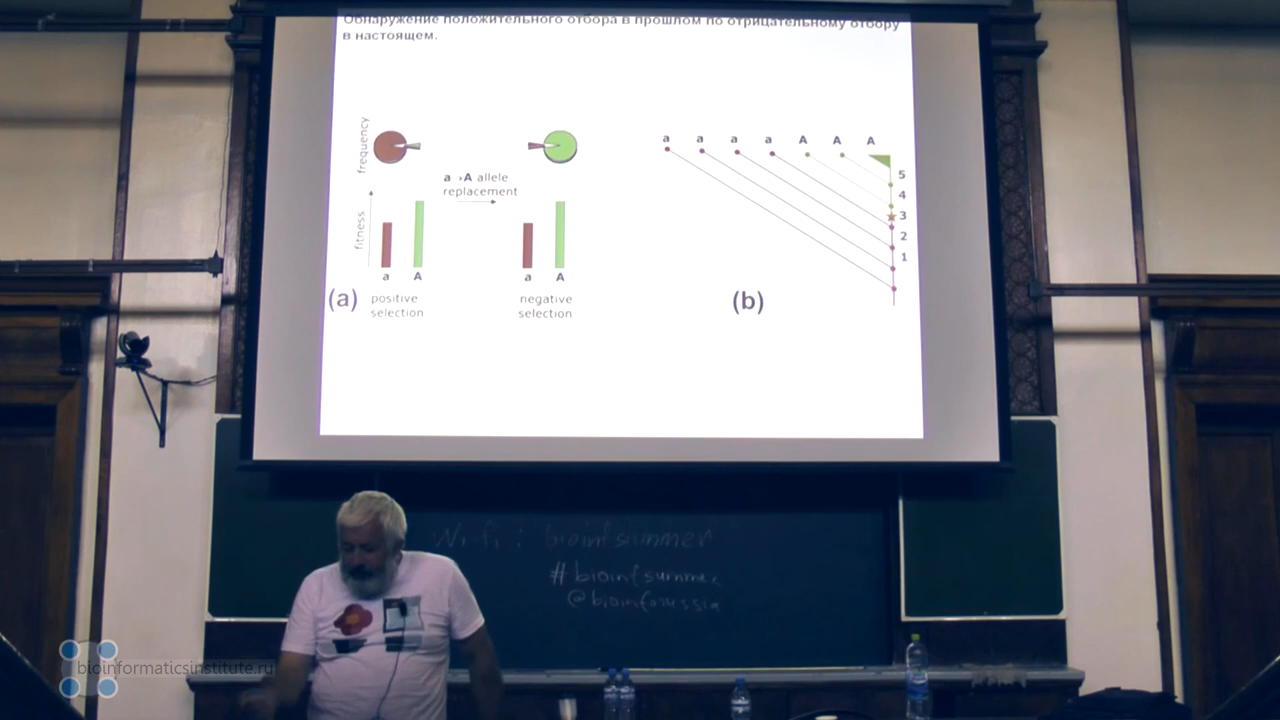 Обнаружение положительного отбора в прошлом по отрицательному отбору
в настоящем.
frequency
a→A allele
replacement
fitness
a A
a A
(a)
positive
selection
negative
selection
a a a a A A A
5
4
3
2
1
(b)
Wi-fi : bioinfsummer
#bioinfsummer
@bioinforussia
bioinformaticsinstitute.ru